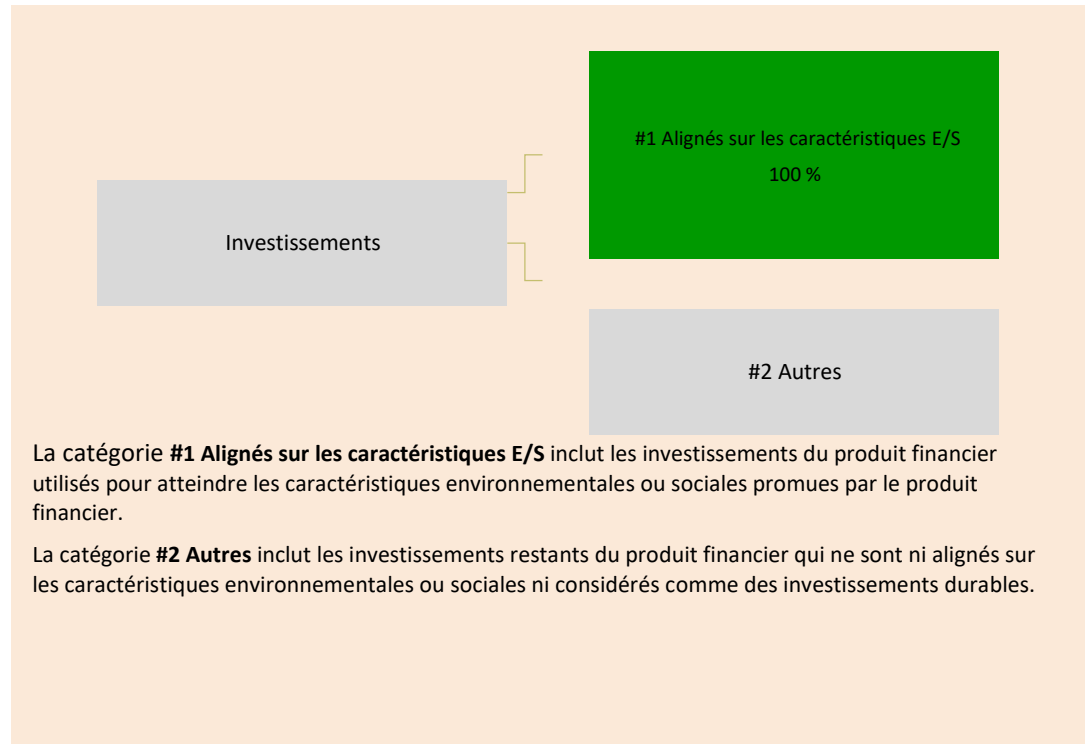 #1 Alignés sur les caractéristiques E/S
100 %
Investissements
#2 Autres
La catégorie #1 Alignés sur les caractéristiques E/S inclut les investissements du produit financier
utilisés pour atteindre les caractéristiques environnementales ou sociales promues par le produit
financier.
La catégorie #2 Autres inclut les investissements restants du produit financier qui ne sont ni alignés sur
les caractéristiques environnementales ou sociales ni considérés comme des investissements durables.